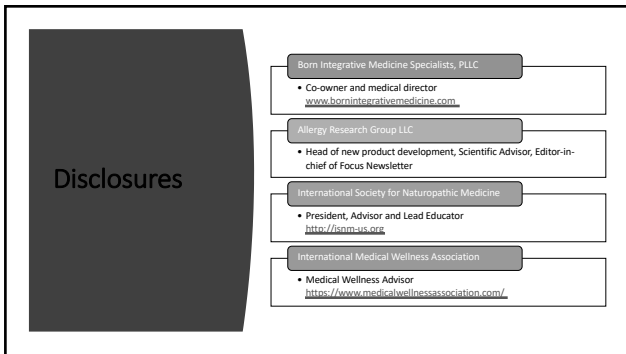 Disclosures
Born Integrative Medicine Specialists, PLLC
• Co-owner and medical director
www.bornintegrativemedicine.com
Allergy Research Group LLC
• Head of new product development, Scientific Advisor, Editor-in-
chief of Focus Newsletter
International Society for Naturopathic Medicine
• President, Advisor and Lead Educator
http://isnm-us.org
International Medical Wellness Association
• Medical Wellness Advisor
https://www.medicalwellnessassociation.com/